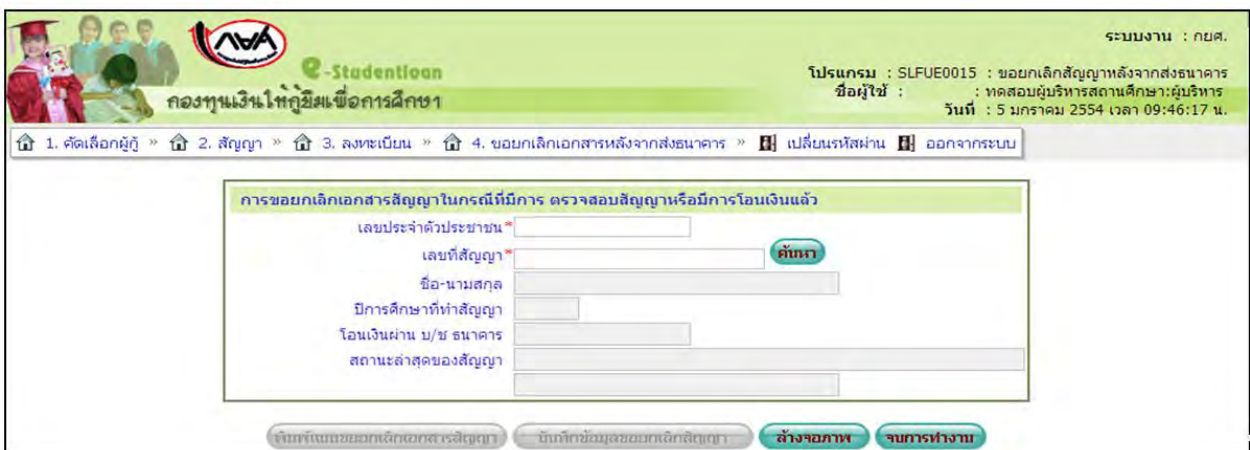 กยศ
ระบบงาน : กยศ.
e-Studentloan
โปรแกรม : SLFUE0015 : ขอยกเลิกสัญญาหลังจากส่งธนาคาร
กองทุนเงินให้กู้ยืมเพื่อการศึกษา
ชื่อผู้ใช้ : : ทดสอบผู้บริหารสถานศึกษา:ผู้บริหาร
วันที่ : 5 มกราคม 2554 เวลา 09:46:17 น.
1. คัดเลือกผู้กู้ » 2. สัญญา » 3. ลงทะเบียน » 4. ขอยกเลิกเอกสารหลังจากส่งธนาคาร » เปลี่ยนรหัสผ่าน ออกจากระบบ
การขอยกเลิกเอกสารสัญญาในกรณีที่มีการ ตรวจสอบสัญญาหรือมีการโอนเงินแล้ว
เลขประจำตัวประชาชน*
เลขที่สัญญา* ค้นหา
ชื่อ-นามสกุล
ปีการศึกษาที่ทำสัญญา
โอนเงินผ่าน บ/ช ธนาคาร
สถานะล่าสุดของสัญญา
พิมพ์แบบขอยกเลิกเอกสารสัญญา บันทึกข้อมูลขอยกเลิกสัญญา ล้างจอภาพ จบการทำงาน